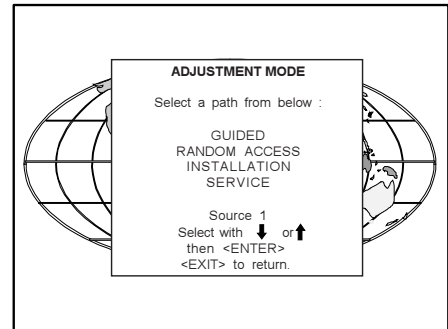 ADJUSTMENT MODE
Select a path from below :
GUIDED
RANDOM ACCESS
INSTALLATION
SERVICE
Source 1
Select with ⬇ or ⬆
then <ENTER>
<EXIT> to return.